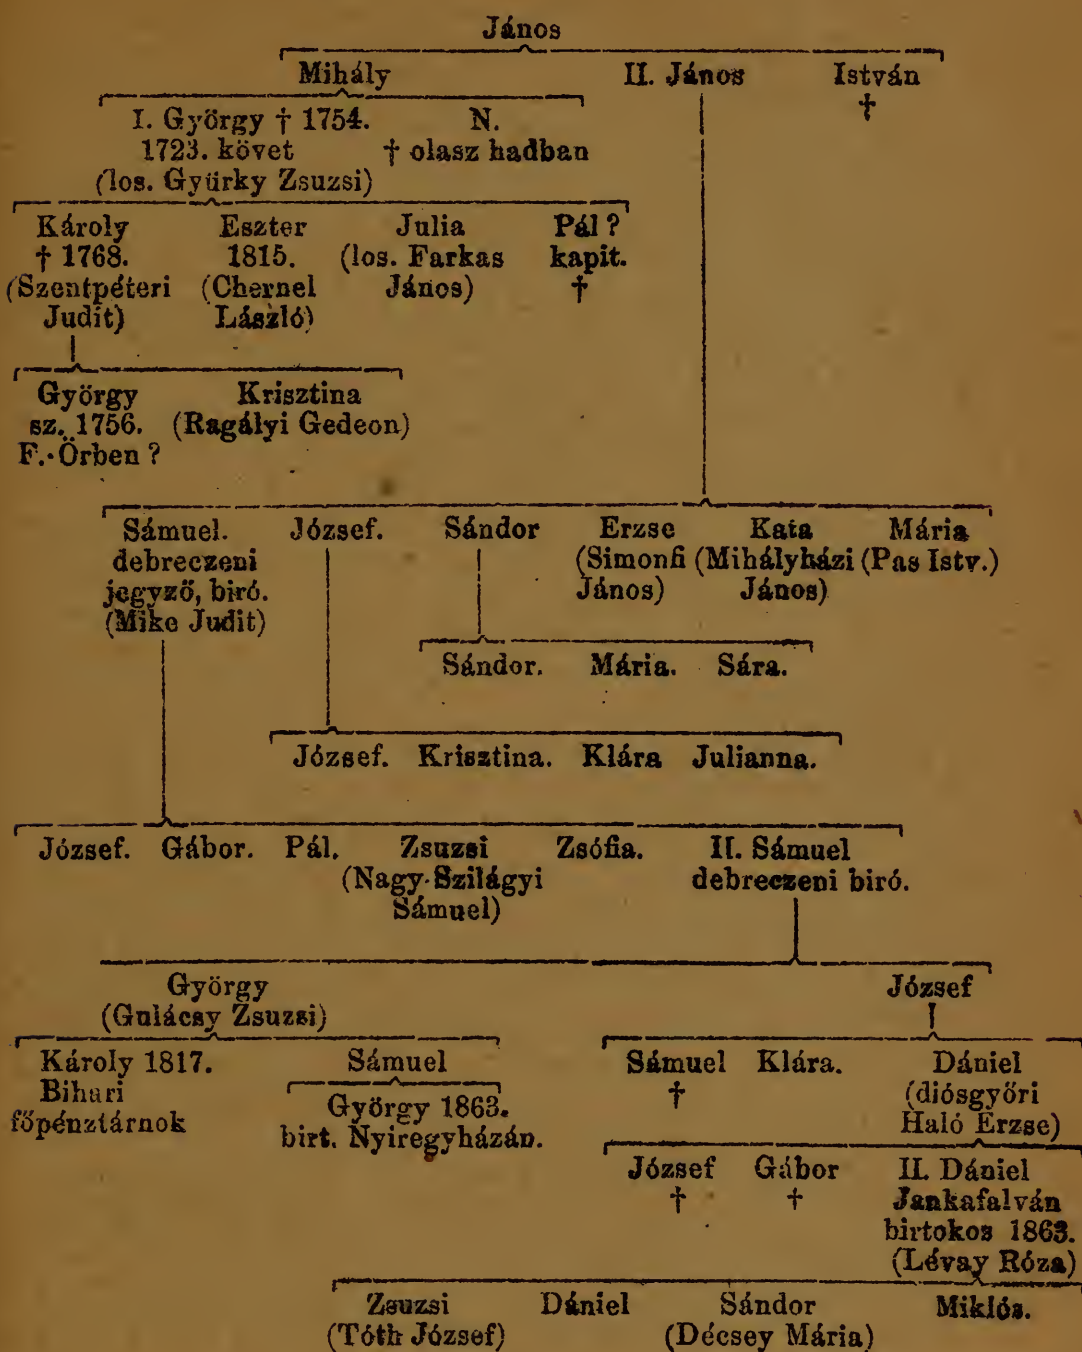 János
Mihály II. János István
†
I. György † 1754. N.
1723. követ † olasz hadban
(los. Gyürky Zsuzsi)
Károly Eszter Julia Pál?
† 1768. 1815. (los. Farkas kapit.
(Szentpéteri (Chernel János) †
Judit) László)
György Krisztina
sz. 1756. (Ragályi Gedeon)
F.-Örben?
Sámuel. József. Sándor Erzse Kata Mária
debreczeni (Simonfi (Mihályházi (Pas Istv.)
jegyző, biró. János) János)
(Mike Judit)
Sándor. Mária. Sára.
József. Krisztina. Klára Julianna.
József. Gábor. Pál. Zsuzsi Zsófia. II. Sámuel
(Nagy-Szilágyi debreczeni biró.
Sámuel)
György József
(Gulácsy Zsuzsi)
Károly 1817. Sámuel Sámuel Klára. Dániel
Bihari † (diósgyőri
főpénztárnok György 1863. Haló Erzse)
birt. Nyiregyházán.
József Gábor II. Dániel
† † Jankafalván
birtokos 1863.
(Lévay Róza)
Zsuzsi Dániel Sándor Miklós.
(Tóth József) (Décsey Mária)